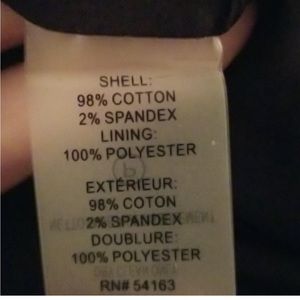 SHELL:
98% COTTON
2% SPANDEX
LINING:
100% POLYESTER
EXTÉRIEUR:
98% COTON
2% SPANDEX
DOUBLURE:
100% POLYESTER
RN# 54163